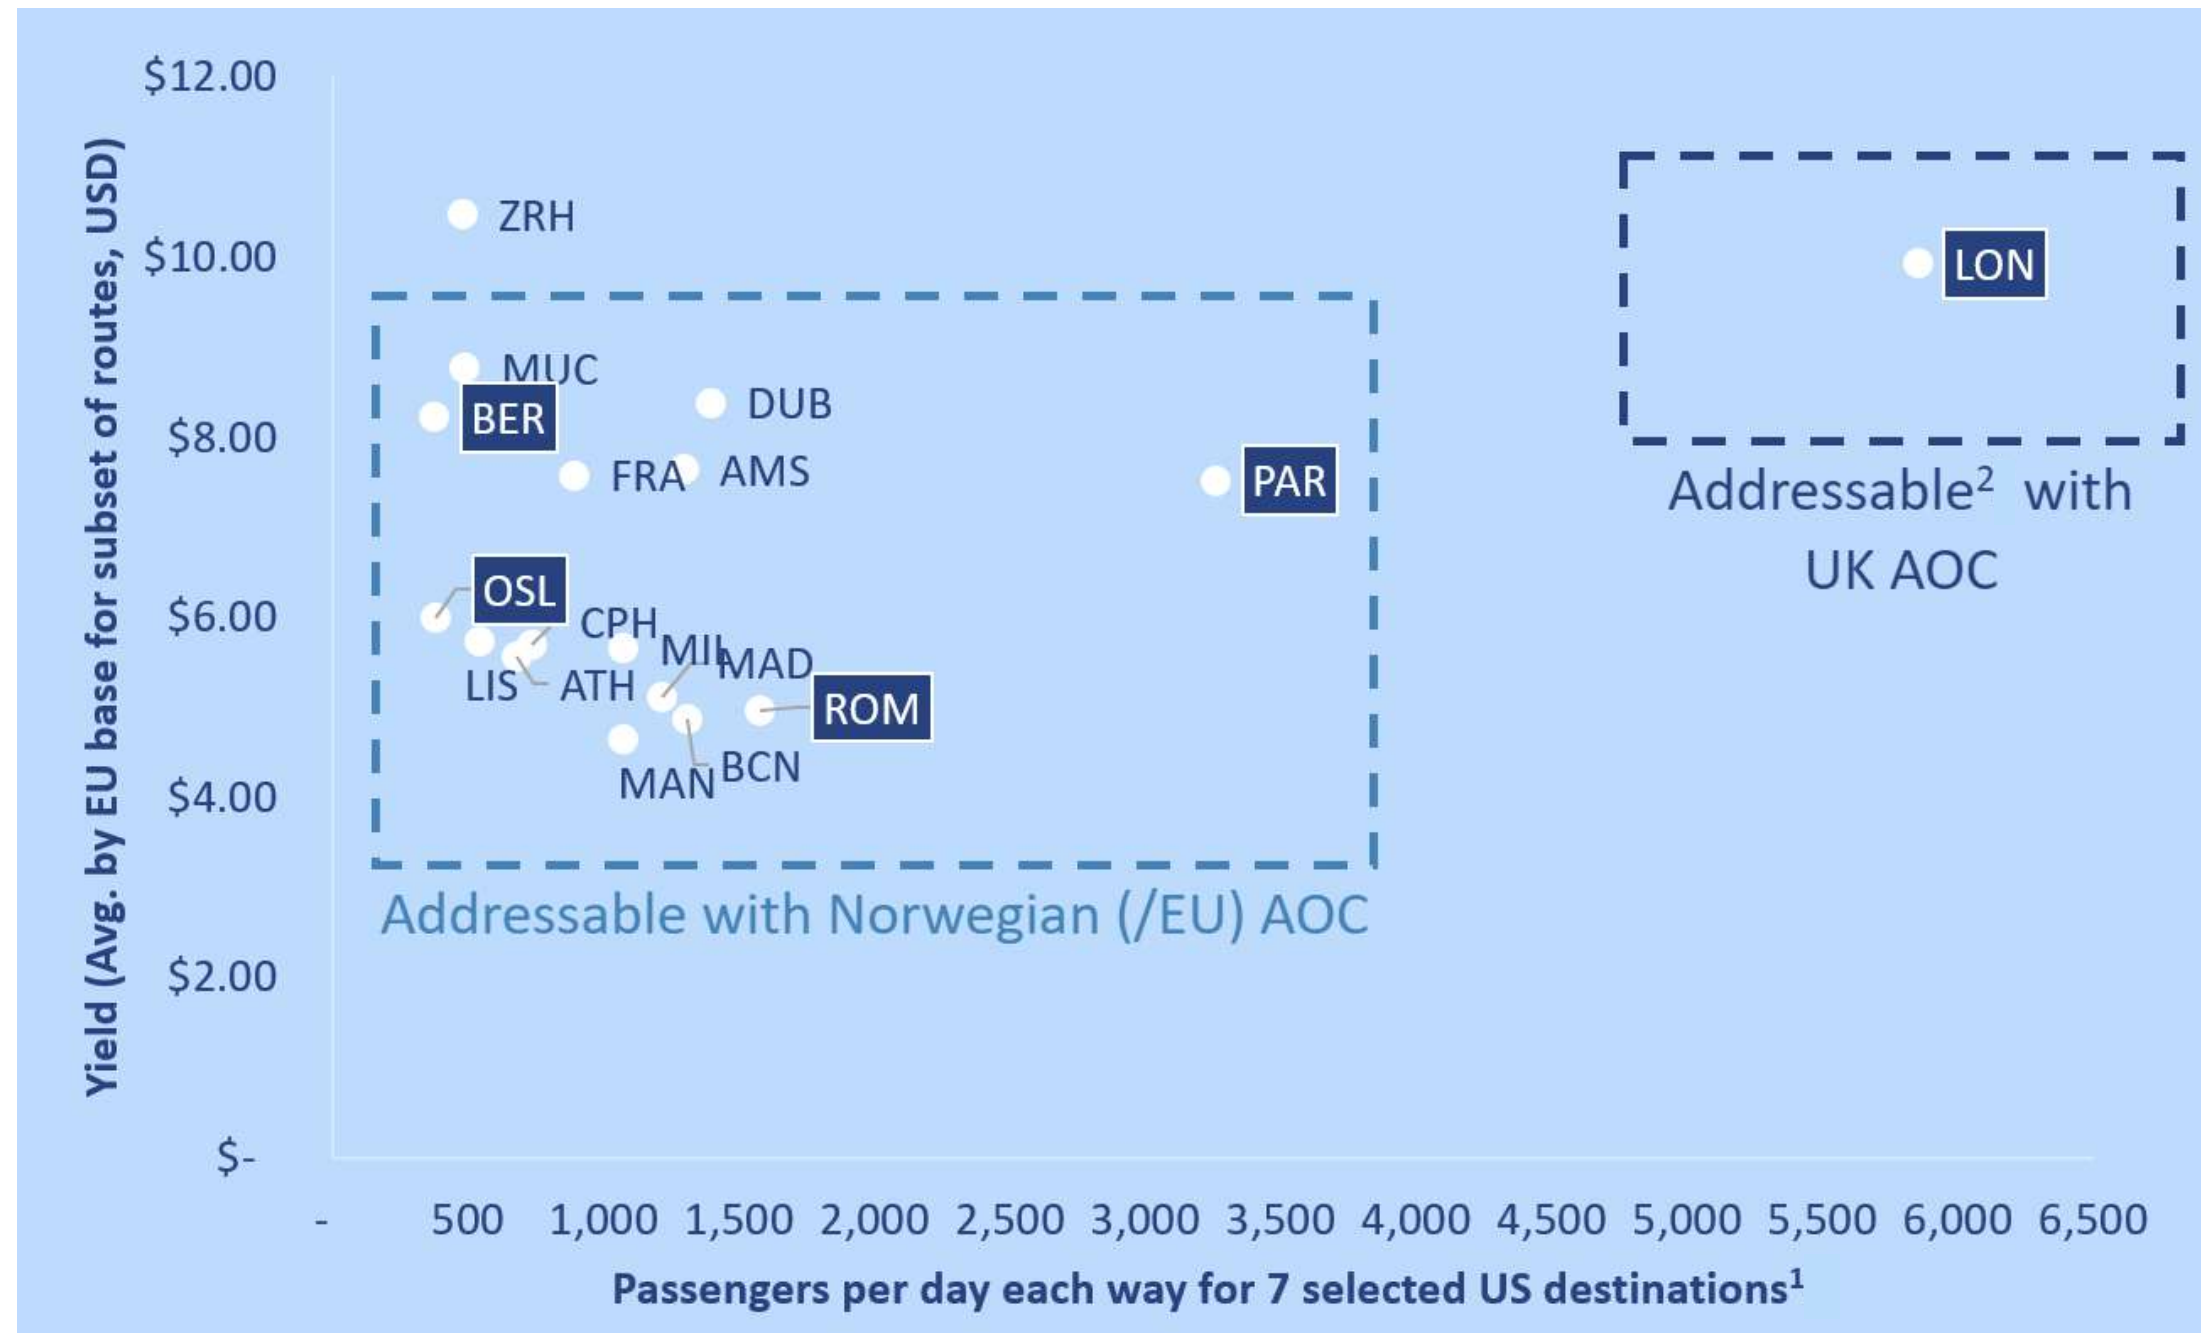 $12.00
$10.00
$8.00
$6.00
$4.00
$2.00
$-
Yield (Avg. by EU base for subset of routes, USD)
ZRH
LON
MUC
BER
DUB
FRA
AMS
PAR
Addressable² with
UK AOC
OSL
CPH
MIL
MAD
LIS
ATH
ROM
BCN
MAN
Addressable with Norwegian (/EU) AOC
- 500 1,000 1,500 2,000 2,500 3,000 3,500 4,000 4,500 5,000 5,500 6,000 6,500
Passengers per day each way for 7 selected US destinations¹